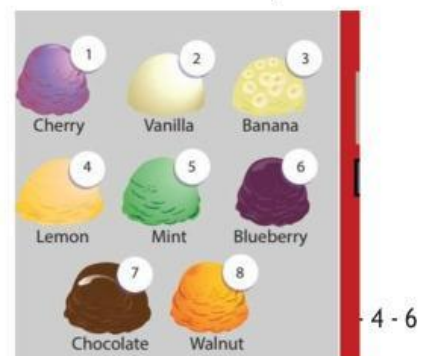 1 2 3
Cherry Vanilla Banana
4 5 6
Lemon Mint Blueberry
7 8
Chocolate Walnut
- 4 - 6